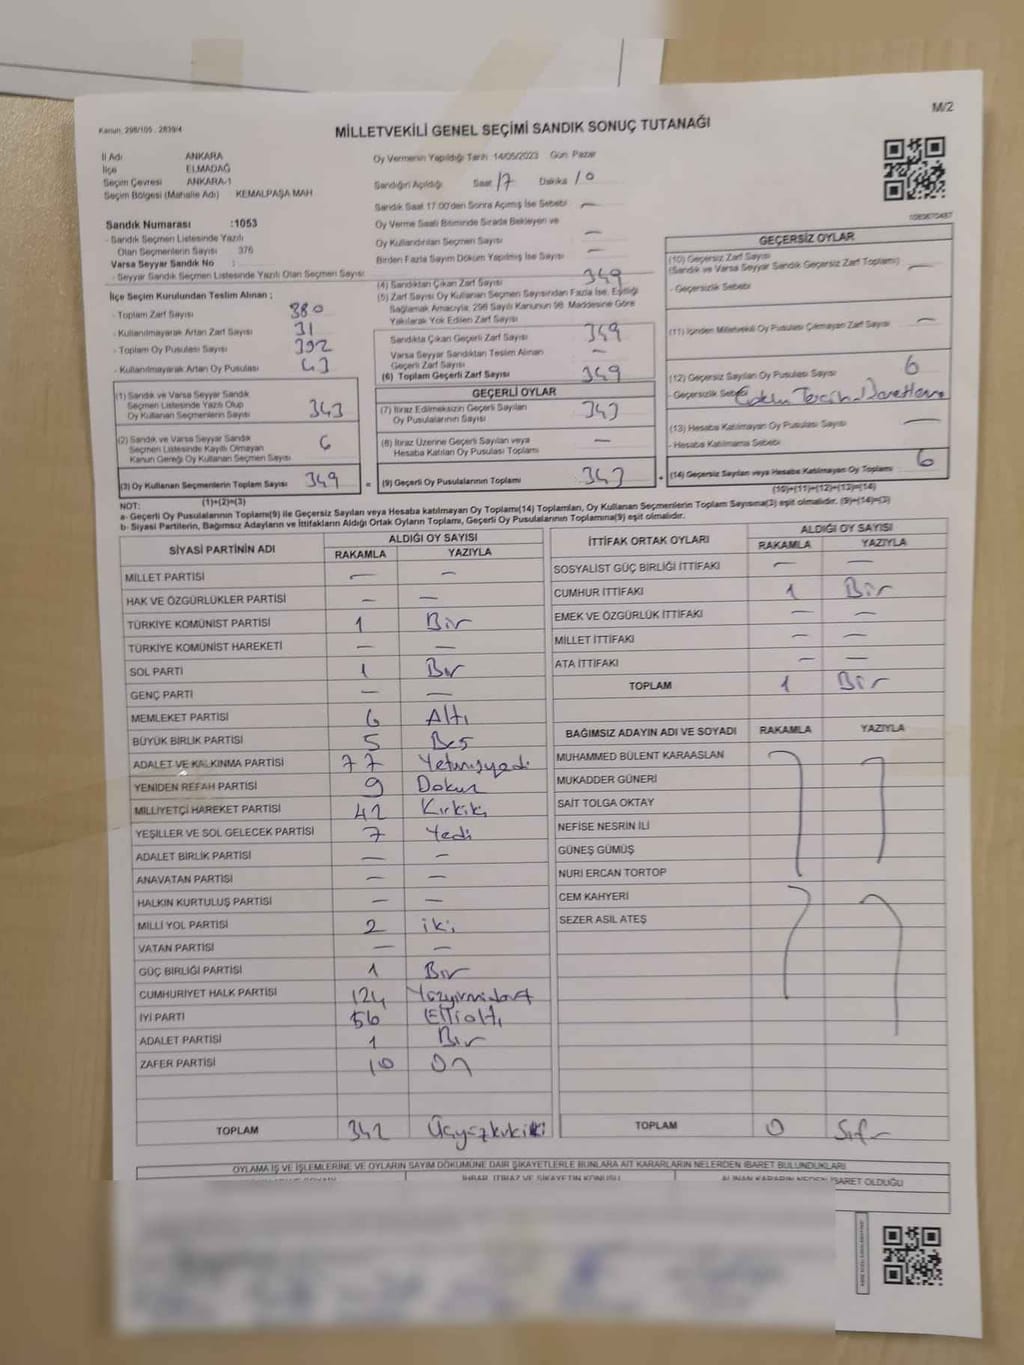 M/2
Kanun: 298/105 - 2839/4
MİLLETVEKİLİ GENEL SEÇİMİ SANDIK SONUÇ TUTANAĞI
İl Adı ANKARA
İlçe ELMADAĞ
Seçim Çevresi ANKARA-1
Seçim Bölgesi (Mahalle Adı) KEMALPAŞA MAH
Oy Vermenin Yapıldığı Tarih :14/05/2023 Gün: Pazar
Sandığın Açıldığı Saat 17 Dakika 10
Sandık Saat 17:00'den Sonra Açılmış İse Sebebi —
Oy Verme Saati Bitiminde Sırada Bekleyen ve
Oy Kullandırılan Seçmen Sayısı —
Birden Fazla Sayım Döküm Yapılmış İse Sayısı —
Sandık Numarası :1053
- Sandık Seçmen Listesinde Yazılı
Olan Seçmenlerin Sayısı 376
Varsa Seyyar Sandık No :
- Seyyar Sandık Seçmen Listesinde Yazılı Olan Seçmen Sayısı
İlçe Seçim Kurulundan Teslim Alınan ;
- Toplam Zarf Sayısı 380
- Kullanılmayarak Artan Zarf Sayısı 31
- Toplam Oy Pusulası Sayısı 392
- Kullanılmayarak Artan Oy Pusulası 43
(1) Sandık ve Varsa Seyyar Sandık
Seçmen Listesinde Yazılı Olup
Oy Kullanan Seçmenlerin Sayısı 343
(2) Sandık ve Varsa Seyyar Sandık
Seçmen Listesinde Kayıtlı Olmayan
Kanun Gereği Oy Kullanan Seçmen Sayısı 6
(3) Oy Kullanan Seçmenlerin Toplam Sayısı 349
(1)+(2)=(3)
(4) Sandıktan Çıkan Zarf Sayısı 349
(5) Zarf Sayısı Oy Kullanan Seçmen Sayısından Fazla İse, Eşitliği
Sağlamak Amacıyla, 298 Sayılı Kanunun 98. Maddesine Göre
Yakılarak Yok Edilen Zarf Sayısı
Sandıkta Çıkan Geçerli Zarf Sayısı 349
Varsa Seyyar Sandıktan Teslim Alınan
Geçerli Zarf Sayısı —
(6) Toplam Geçerli Zarf Sayısı 349
GEÇERLİ OYLAR
(7) İtiraz Edilmeksizin Geçerli Sayılan
Oy Pusulalarının Sayısı 343
(8) İtiraz Üzerine Geçerli Sayılan veya
Hesaba Katılan Oy Pusulası Toplamı —
= (9) Geçerli Oy Pusulalarının Toplamı 343 +
GEÇERSİZ OYLAR
(10) Geçersiz Zarf Sayısı
(Sandık ve Varsa Seyyar Sandık Geçersiz Zarf Toplamı) —
- Geçersizlik Sebebi
(11) İçinden Milletvekili Oy Pusulası Çıkmayan Zarf Sayısı —
(12) Geçersiz Sayılan Oy Pusulası Sayısı 6
- Geçersizlik Sebebi
(13) Hesaba Katılmayan Oy Pusulası Sayısı —
- Hesaba Katılmama Sebebi
(14) Geçersiz Sayılan veya Hesaba Katılmayan Oy Toplamı 6
(10)+(11)+(12)+(13)=(14)
NOT:
a- Geçerli Oy Pusulalarının Toplamı(9) ile Geçersiz Sayılan veya Hesaba katılmayan Oy Toplamı(14) Toplamları, Oy Kullanan Seçmenlerin Toplam Sayısına(3) eşit olmalıdır. (9)+(14)=(3)
b- Siyasi Partilerin, Bağımsız Adayların ve İttifakların Aldığı Ortak Oyların Toplamı, Geçerli Oy Pusulalarının Toplamına(9) eşit olmalıdır.
SİYASİ PARTİNİN ADI ALDIĞI OY SAYISI
RAKAMLA YAZIYLA
MİLLET PARTİSİ — —
HAK VE ÖZGÜRLÜKLER PARTİSİ — —
TÜRKİYE KOMÜNİST PARTİSİ 1 Bir
TÜRKİYE KOMÜNİST HAREKETİ — —
SOL PARTİ 1 Bir
GENÇ PARTİ — —
MEMLEKET PARTİSİ 6 Altı
BÜYÜK BİRLİK PARTİSİ 5 Beş
ADALET VE KALKINMA PARTİSİ 77 Yetmişyedi
YENİDEN REFAH PARTİSİ 9 Dokuz
MİLLİYETÇİ HAREKET PARTİSİ 42 Kırkiki
YEŞİLLER VE SOL GELECEK PARTİSİ 7 Yedi
ADALET BİRLİK PARTİSİ — —
ANAVATAN PARTİSİ — —
HALKIN KURTULUŞ PARTİSİ — —
MİLLİ YOL PARTİSİ 2 iki
VATAN PARTİSİ — —
GÜÇ BİRLİĞİ PARTİSİ 1 Bir
CUMHURİYET HALK PARTİSİ 124 Yüzyirmidört
İYİ PARTİ 56 Ellialtı
ADALET PARTİSİ 1 Bir
ZAFER PARTİSİ 10 On
TOPLAM 342 Üçyüzkırkiki
İTTİFAK ORTAK OYLARI ALDIĞI OY SAYISI
RAKAMLA YAZIYLA
SOSYALİST GÜÇ BİRLİĞİ İTTİFAKI — —
CUMHUR İTTİFAKI 1 Bir
EMEK VE ÖZGÜRLÜK İTTİFAKI — —
MİLLET İTTİFAKI — —
ATA İTTİFAKI — —
TOPLAM 1 Bir
BAĞIMSIZ ADAYIN ADI VE SOYADI RAKAMLA YAZIYLA
MUHAMMED BÜLENT KARAASLAN
MUKADDER GÜNERİ
SAİT TOLGA OKTAY
NEFİSE NESRİN İLİ
GÜNEŞ GÜMÜŞ
NURİ ERCAN TORTOP
CEM KAHYERİ
SEZER ASIL ATEŞ
TOPLAM 0 Sıfır
OYLAMA İŞ VE İŞLEMLERİNE VE OYLARIN SAYIM DÖKÜMÜNE DAİR ŞİKAYETLERLE BUNLARA AİT KARARLARIN NELERDEN İBARET BULUNDUKLARI
İHBAR, İTİRAZ VE ŞİKAYETİN KONUSU
ALINAN KARARIN NEDEN İBARET OLDUĞU